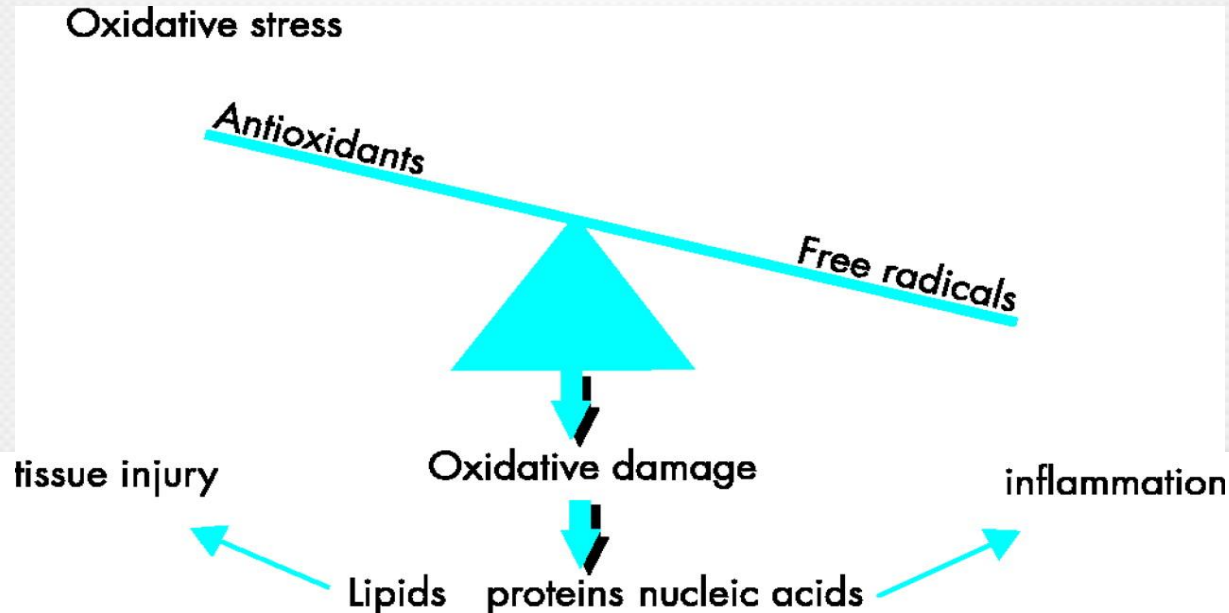 Oxidative stress
Antioxidants
Free radicals
tissue injury
Oxidative damage
inflammation
Lipids proteins nucleic acids